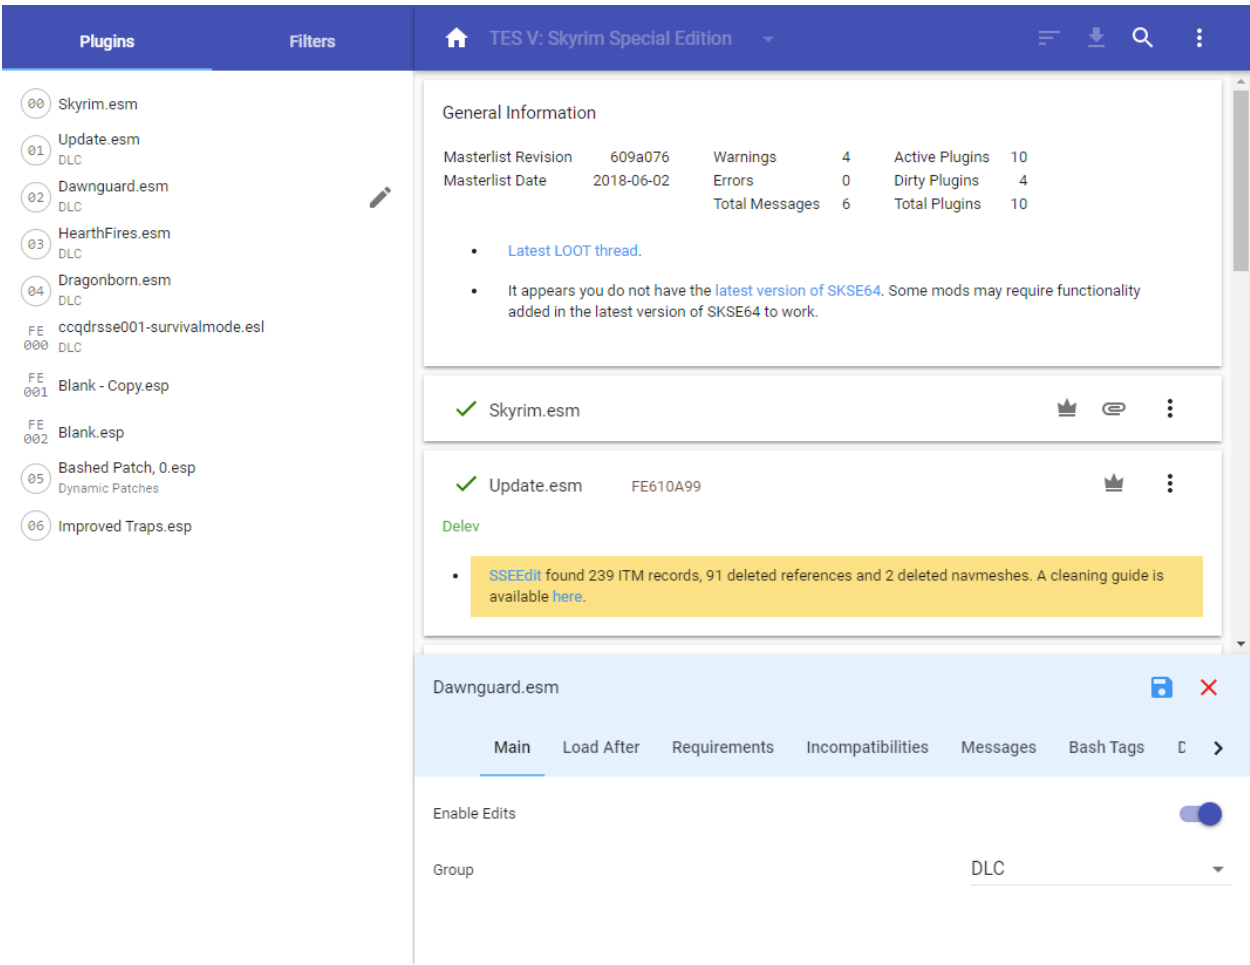 Plugins
Filters
TES V: Skyrim Special Edition
00 Skyrim.esm
01 Update.esm
DLC
02 Dawnguard.esm
DLC
03 HearthFires.esm
DLC
04 Dragonborn.esm
DLC
FE 000 ccqdrsse001-survivalmode.esl
DLC
FE 001 Blank - Copy.esp
FE 002 Blank.esp
05 Bashed Patch, 0.esp
Dynamic Patches
06 Improved Traps.esp
General Information
Masterlist Revision 609a076 Warnings 4 Active Plugins 10
Masterlist Date 2018-06-02 Errors 0 Dirty Plugins 4
Total Messages 6 Total Plugins 10
• Latest LOOT thread.
• It appears you do not have the latest version of SKSE64. Some mods may require functionality
added in the latest version of SKSE64 to work.
Skyrim.esm
Update.esm FE610A99
Delev
• SSEEdit found 239 ITM records, 91 deleted references and 2 deleted navmeshes. A cleaning guide is
available here.
Dawnguard.esm
Main Load After Requirements Incompatibilities Messages Bash Tags
Enable Edits
Group DLC